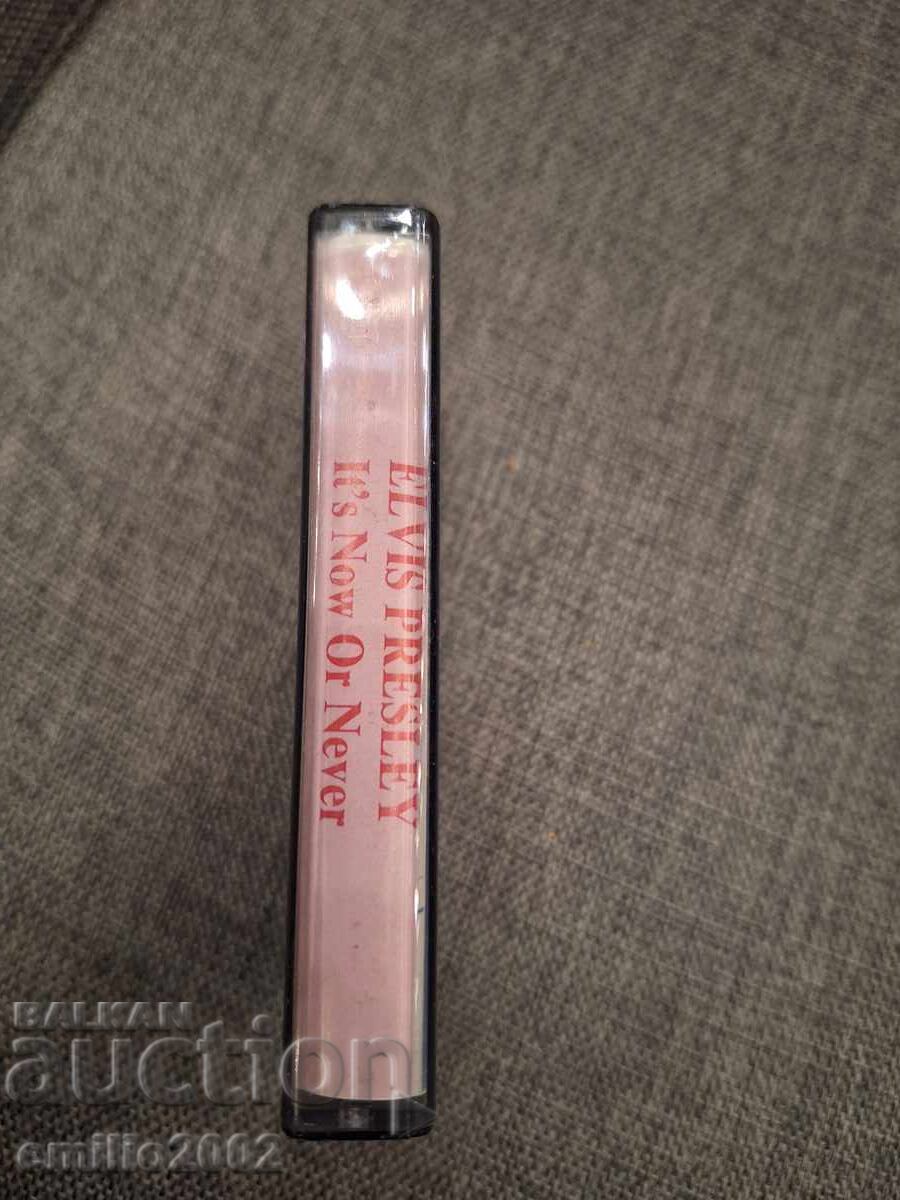 ELVIS PRESLEY
It's Now Or Never
BALKAN
auction
emilio2002